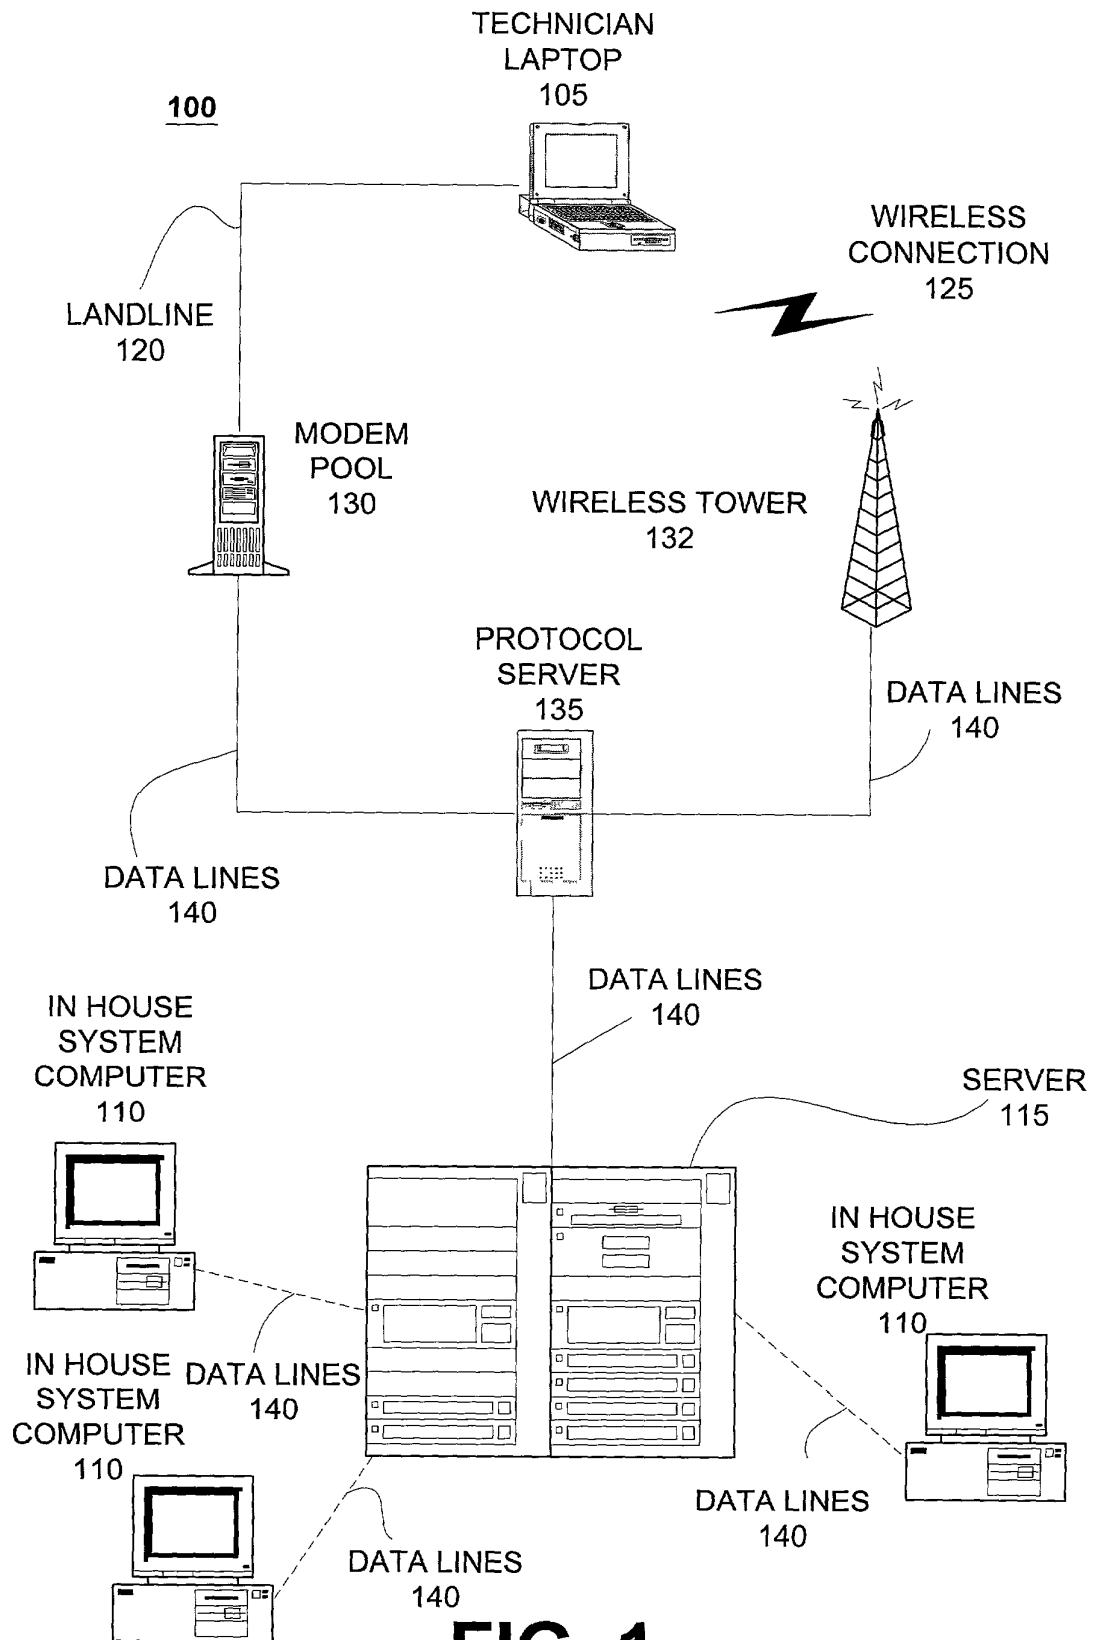 TECHNICIAN
LAPTOP
105
100
WIRELESS
CONNECTION
125
LANDLINE
120
MODEM
POOL
130
WIRELESS TOWER
132
PROTOCOL
SERVER
135
DATA LINES
140
DATA LINES
140
DATA LINES
140
IN HOUSE
SYSTEM
COMPUTER
110
SERVER
115
IN HOUSE
SYSTEM
COMPUTER
110
IN HOUSE
SYSTEM
COMPUTER
110
DATA LINES
140
DATA LINES
140
DATA LINES
140
FIG. 1